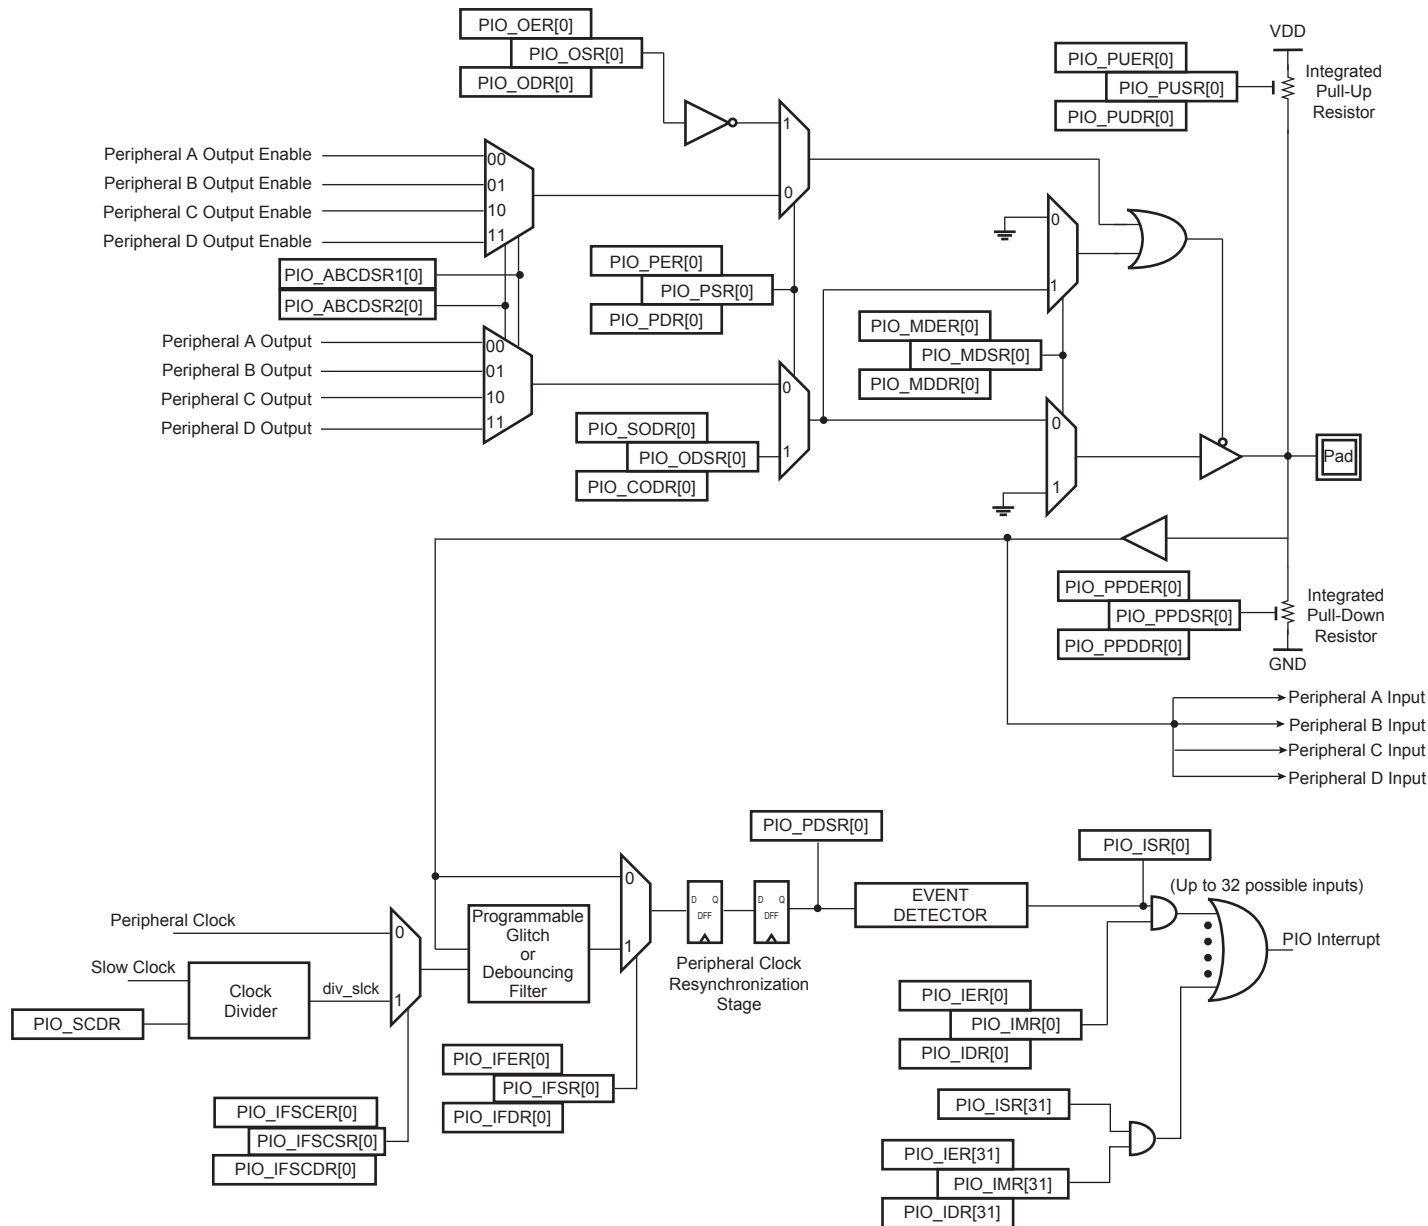 PIO_OER[0]
PIO_OSR[0]
PIO_ODR[0]
VDD
PIO_PUER[0]
PIO_PUSR[0]
PIO_PUDR[0]
Integrated
Pull-Up
Resistor
1
0
Peripheral A Output Enable
Peripheral B Output Enable
Peripheral C Output Enable
Peripheral D Output Enable
00
01
10
11
PIO_ABCDSR1[0]
PIO_ABCDSR2[0]
PIO_PER[0]
PIO_PSR[0]
PIO_PDR[0]
0
1
PIO_MDER[0]
PIO_MDSR[0]
PIO_MDDR[0]
Peripheral A Output
Peripheral B Output
Peripheral C Output
Peripheral D Output
00
01
10
11
0
1
PIO_SODR[0]
PIO_ODSR[0]
PIO_CODR[0]
0
1
Pad
PIO_PPDER[0]
PIO_PPDSR[0]
PIO_PPDDR[0]
Integrated
Pull-Down
Resistor
GND
Peripheral A Input
Peripheral B Input
Peripheral C Input
Peripheral D Input
PIO_PDSR[0]
PIO_ISR[0]
(Up to 32 possible inputs)
EVENT
DETECTOR
PIO Interrupt
0
1
D Q
DFF
D Q
DFF
Peripheral Clock
Resynchronization
Stage
Programmable
Glitch
or
Debouncing
Filter
Peripheral Clock
0
Slow Clock
Clock
Divider
div_slck
1
PIO_SCDR
PIO_IER[0]
PIO_IMR[0]
PIO_IDR[0]
PIO_IFER[0]
PIO_IFSR[0]
PIO_IFDR[0]
PIO_IFSCER[0]
PIO_IFSCSR[0]
PIO_IFSCDR[0]
PIO_ISR[31]
PIO_IER[31]
PIO_IMR[31]
PIO_IDR[31]